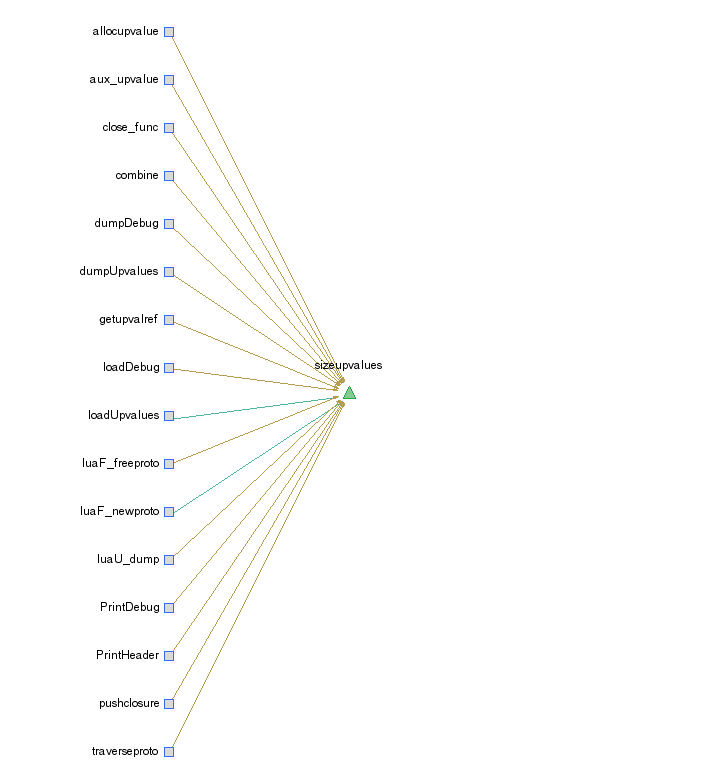 allocupvalue
aux_upvalue
close_func
combine
dumpDebug
dumpUpvalues
getupvalref
sizeupvalues
loadDebug
loadUpvalues
luaF_freeproto
luaF_newproto
luaU_dump
PrintDebug
PrintHeader
pushclosure
traverseproto